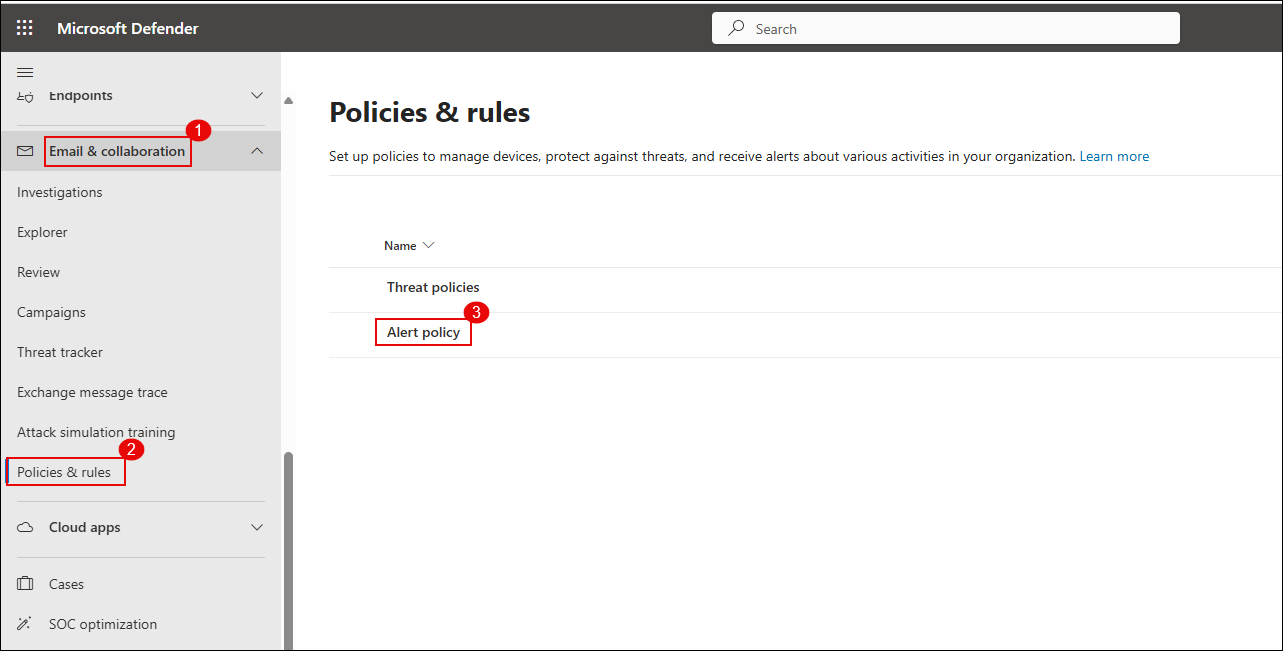 Microsoft Defender
Search
Endpoints
1
Email & collaboration
Investigations
Explorer
Review
Campaigns
Threat tracker
Exchange message trace
Attack simulation training
2
Policies & rules
Cloud apps
Cases
SOC optimization
Policies & rules
Set up policies to manage devices, protect against threats, and receive alerts about various activities in your organization. Learn more
Name
Threat policies
3
Alert policy